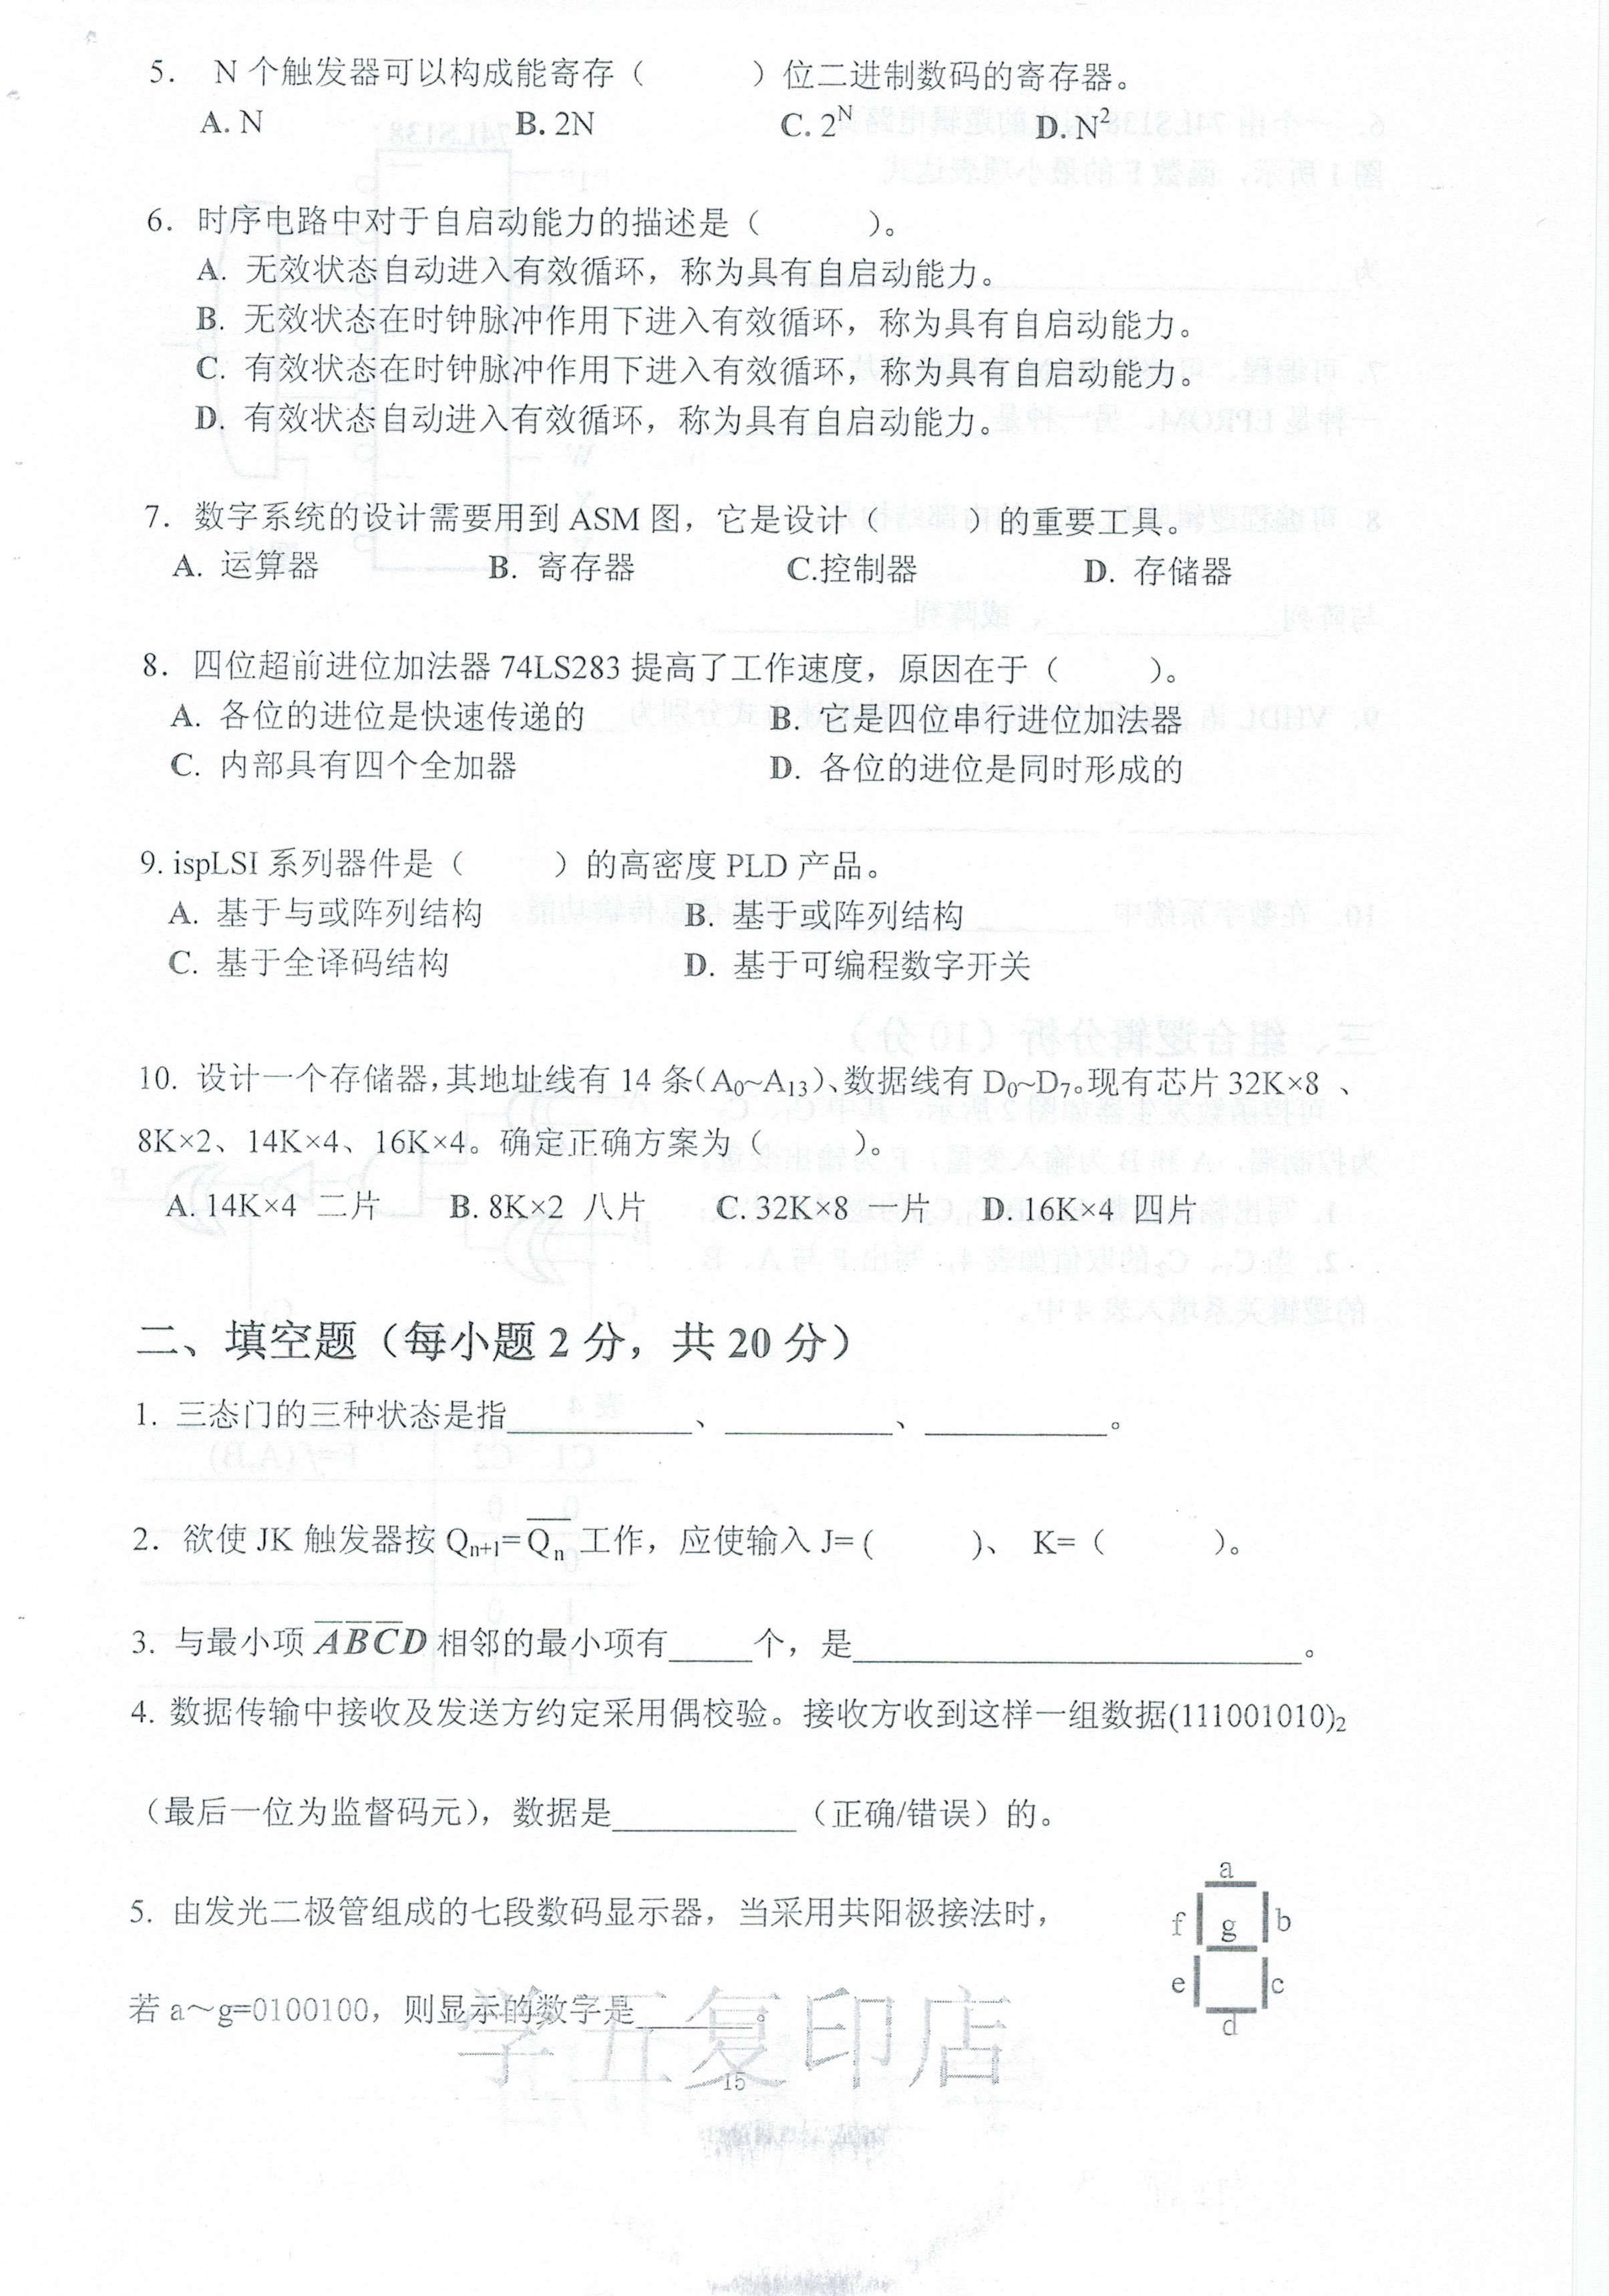 5. N 个触发器可以构成能寄存（　　）位二进制数码的寄存器。
A. N　B. 2N　C. 2^N　D. N²
6. 时序电路中对于自启动能力的描述是（　　）。
A. 无效状态自动进入有效循环，称为具有自启动能力。
B. 无效状态在时钟脉冲作用下进入有效循环，称为具有自启动能力。
C. 有效状态在时钟脉冲作用下进入有效循环，称为具有自启动能力。
D. 有效状态自动进入有效循环，称为具有自启动能力。
7. 数字系统的设计需要用到 ASM 图，它是设计（　　）的重要工具。
A. 运算器　B. 寄存器　C.控制器　D. 存储器
8. 四位超前进位加法器 74LS283 提高了工作速度，原因在于（　　）。
A. 各位的进位是快速传递的　B. 它是四位串行进位加法器
C. 内部具有四个全加器　D. 各位的进位是同时形成的
9. ispLSI 系列器件是（　　）的高密度 PLD 产品。
A. 基于与或阵列结构　B. 基于或阵列结构
C. 基于全译码结构　D. 基于可编程数字开关
10. 设计一个存储器，其地址线有 14 条（A₀~A₁₃）、数据线有 D₀~D₇。现有芯片 32K×8 、
8K×2、14K×4、16K×4。确定正确方案为（　　）。
A. 14K×4 二片　B. 8K×2 八片　C. 32K×8 一片　D. 16K×4 四片
二、填空题（每小题 2 分，共 20 分）
1. 三态门的三种状态是指__________、_________、__________。
2. 欲使 JK 触发器按 Qₙ₊₁=Q̅ₙ 工作，应使输入 J=(　　)、 K=（　　）。
3. 与最小项 A̅B̅C̅D 相邻的最小项有_____个，是_________________________。
4. 数据传输中接收及发送方约定采用偶校验。接收方收到这样一组数据(111001010)₂
（最后一位为监督码元），数据是__________（正确/错误）的。
5. 由发光二极管组成的七段数码显示器，当采用共阳极接法时，
若 a～g=0100100，则显示的数字是_______。
a
f g b
e c
d
学五复印店
15